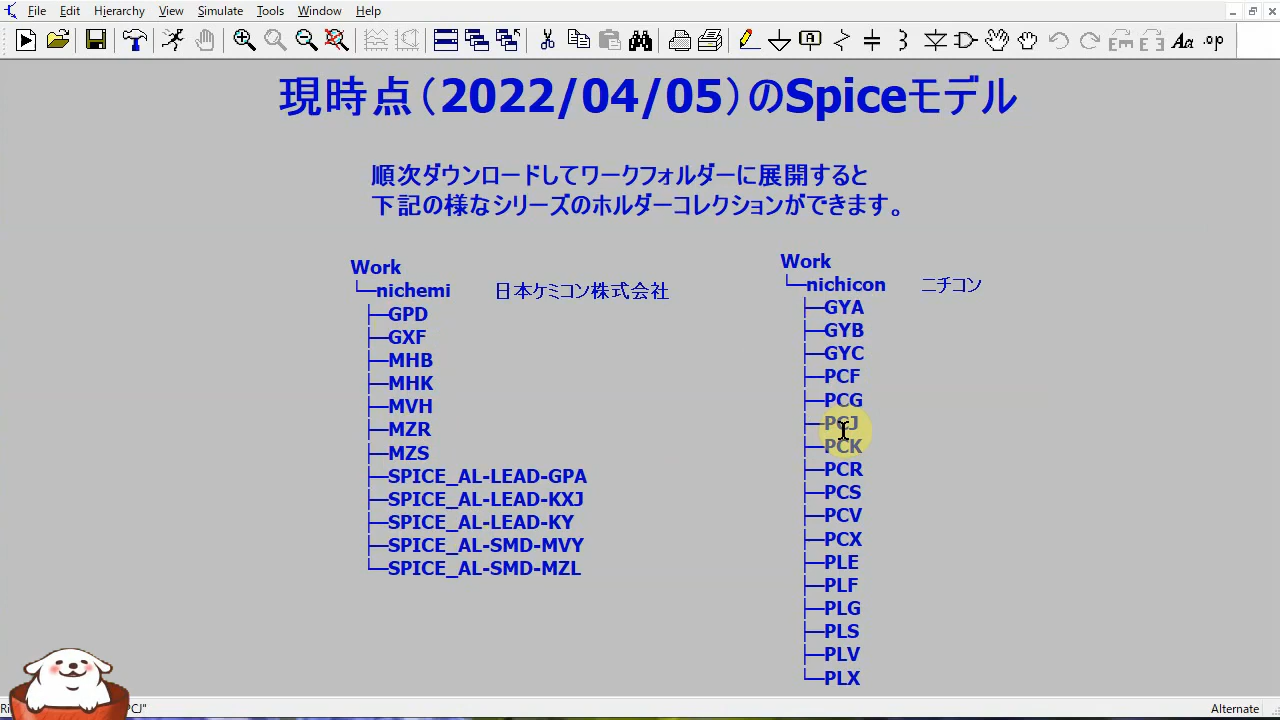 File Edit Hierarchy View Simulate Tools Window Help
現時点（2022/04/05）のSpiceモデル
順次ダウンロードしてワークフォルダーに展開すると
下記の様なシリーズのホルダーコレクションができます。
Work
└─nichemi 日本ケミコン株式会社
├─GPD
├─GXF
├─MHB
├─MHK
├─MVH
├─MZR
├─MZS
├─SPICE_AL-LEAD-GPA
├─SPICE_AL-LEAD-KXJ
├─SPICE_AL-LEAD-KY
├─SPICE_AL-SMD-MVY
└─SPICE_AL-SMD-MZL
Work
└─nichicon ニチコン
├─GYA
├─GYB
├─GYC
├─PCF
├─PCG
├─PCJ
├─PCK
├─PCR
├─PCS
├─PCV
├─PCX
├─PLE
├─PLF
├─PLG
├─PLS
├─PLV
└─PLX
Alternate